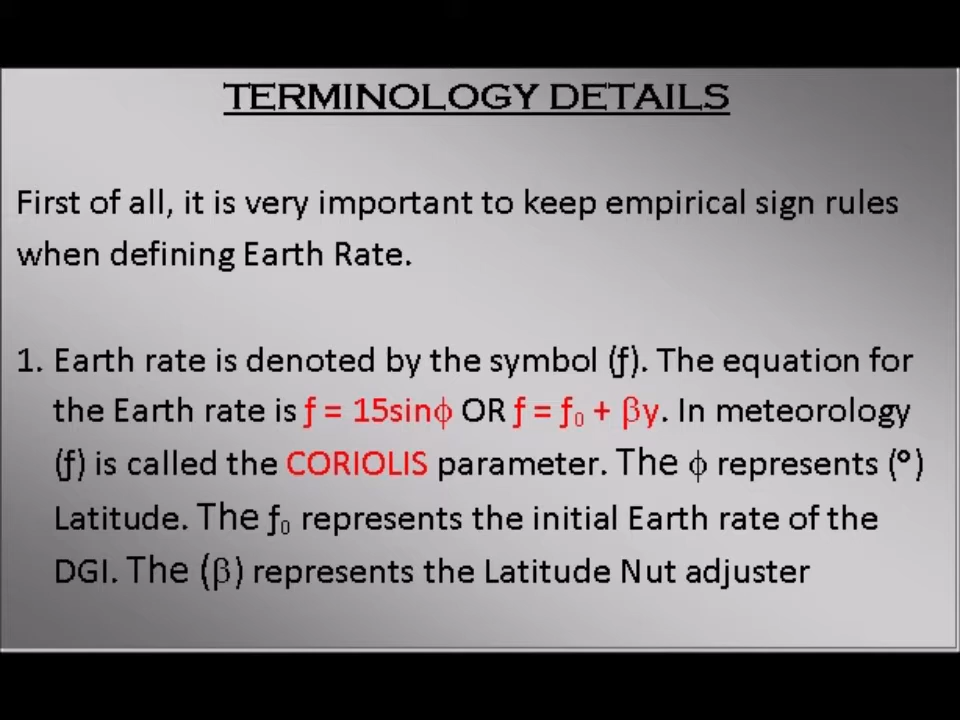 TERMINOLOGY DETAILS
First of all, it is very important to keep empirical sign rules
when defining Earth Rate.
1. Earth rate is denoted by the symbol (ƒ). The equation for
the Earth rate is ƒ = 15sinϕ OR ƒ = ƒ₀ + βy. In meteorology
(ƒ) is called the CORIOLIS parameter. The ϕ represents (°)
Latitude. The ƒ₀ represents the initial Earth rate of the
DGI. The (β) represents the Latitude Nut adjuster